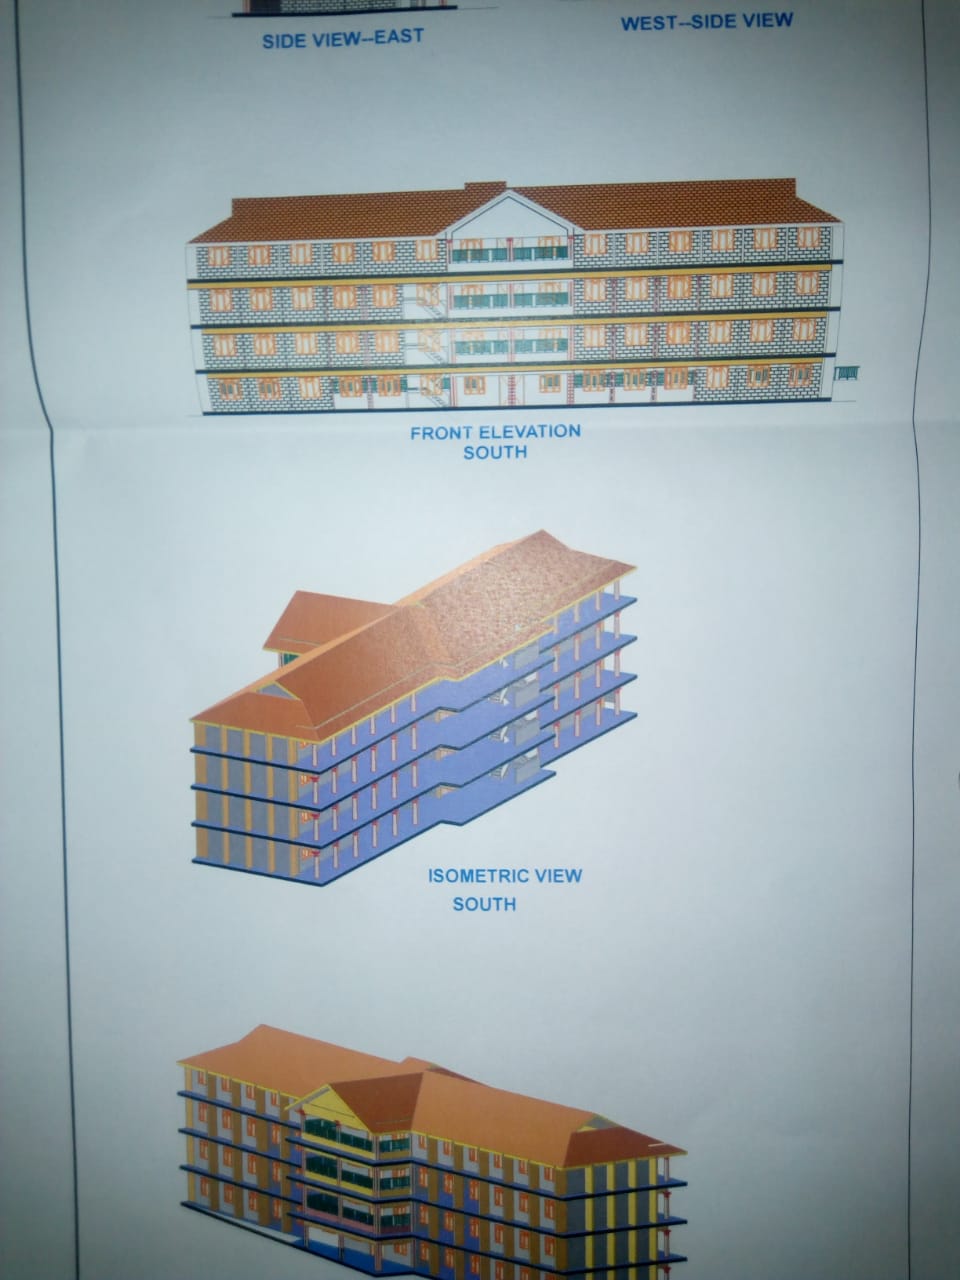 SIDE VIEW--EAST
WEST--SIDE VIEW
FRONT ELEVATION
SOUTH
ISOMETRIC VIEW
SOUTH